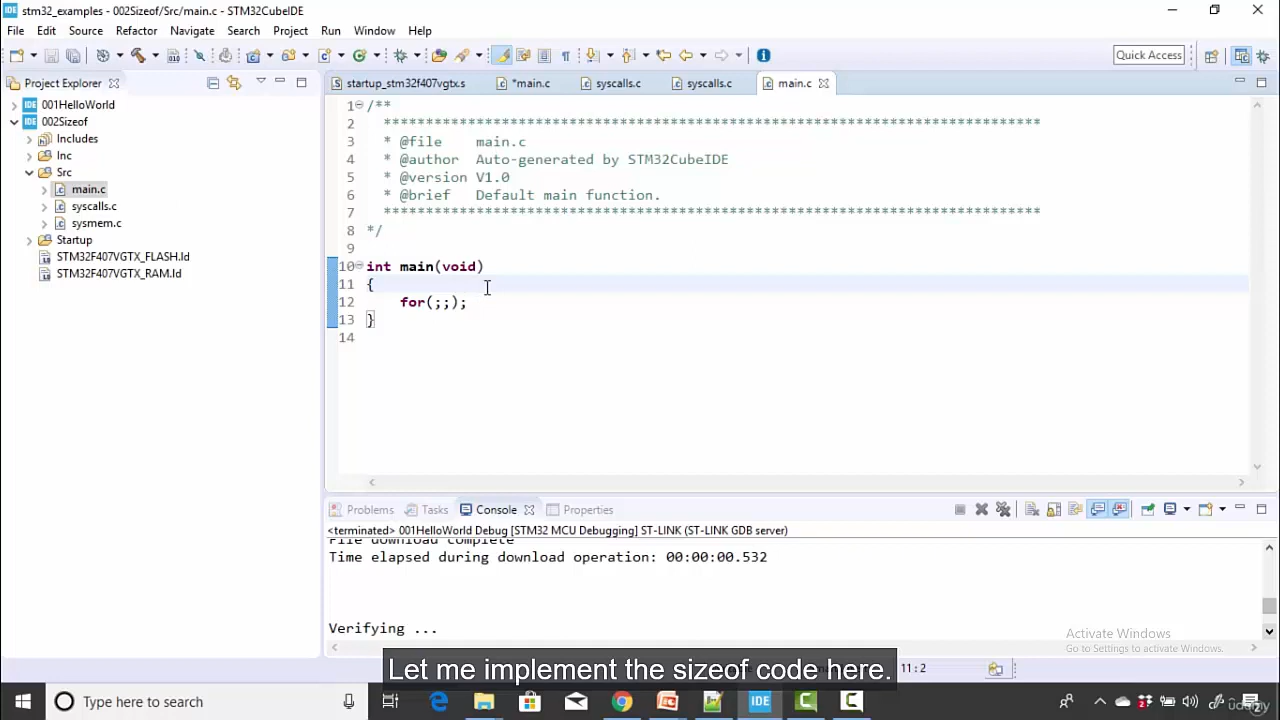 stm32_examples - 002Sizeof/Src/main.c - STM32CubeIDE
File Edit Source Refactor Navigate Search Project Run Window Help
Quick Access
Project Explorer
startup_stm32f407vgtx.s *main.c syscalls.c syscalls.c main.c
001HelloWorld
002Sizeof
Includes
Inc
Src
main.c
syscalls.c
sysmem.c
Startup
STM32F407VGTX_FLASH.ld
STM32F407VGTX_RAM.ld
1 /**
2 ******************************************************************************
3 * @file main.c
4 * @author Auto-generated by STM32CubeIDE
5 * @version V1.0
6 * @brief Default main function.
7 ******************************************************************************
8 */
9
10 int main(void)
11 {
12 for(;;);
13 }
14
Problems Tasks Console Properties
<terminated> 001HelloWorld Debug [STM32 MCU Debugging] ST-LINK (ST-LINK GDB server)
File download complete
Time elapsed during download operation: 00:00:00.532
Verifying ...
Activate Windows
Go to Settings to activate Windows.
Let me implement the sizeof code here.
11:2
Type here to search
IDE
Udemy